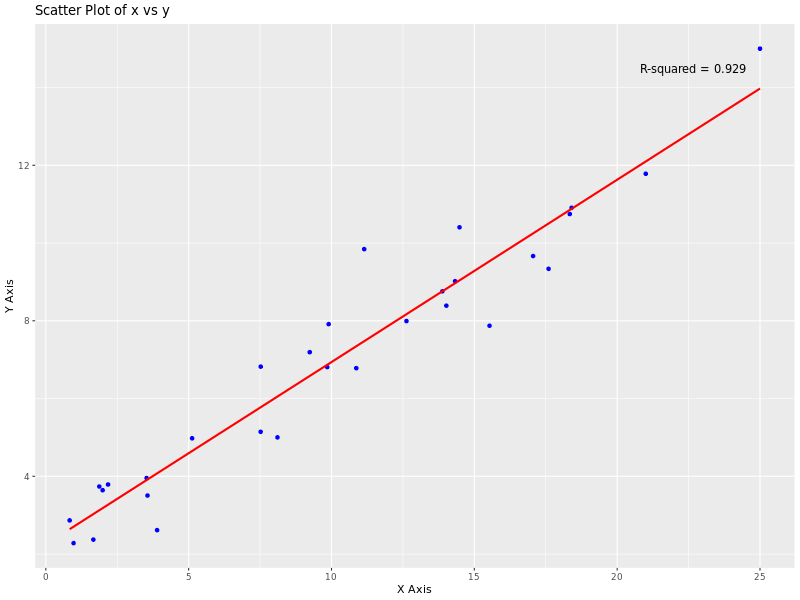 Scatter Plot of x vs y
R-squared = 0.929
12
8
4
Y Axis
0 5 10 15 20 25
X Axis